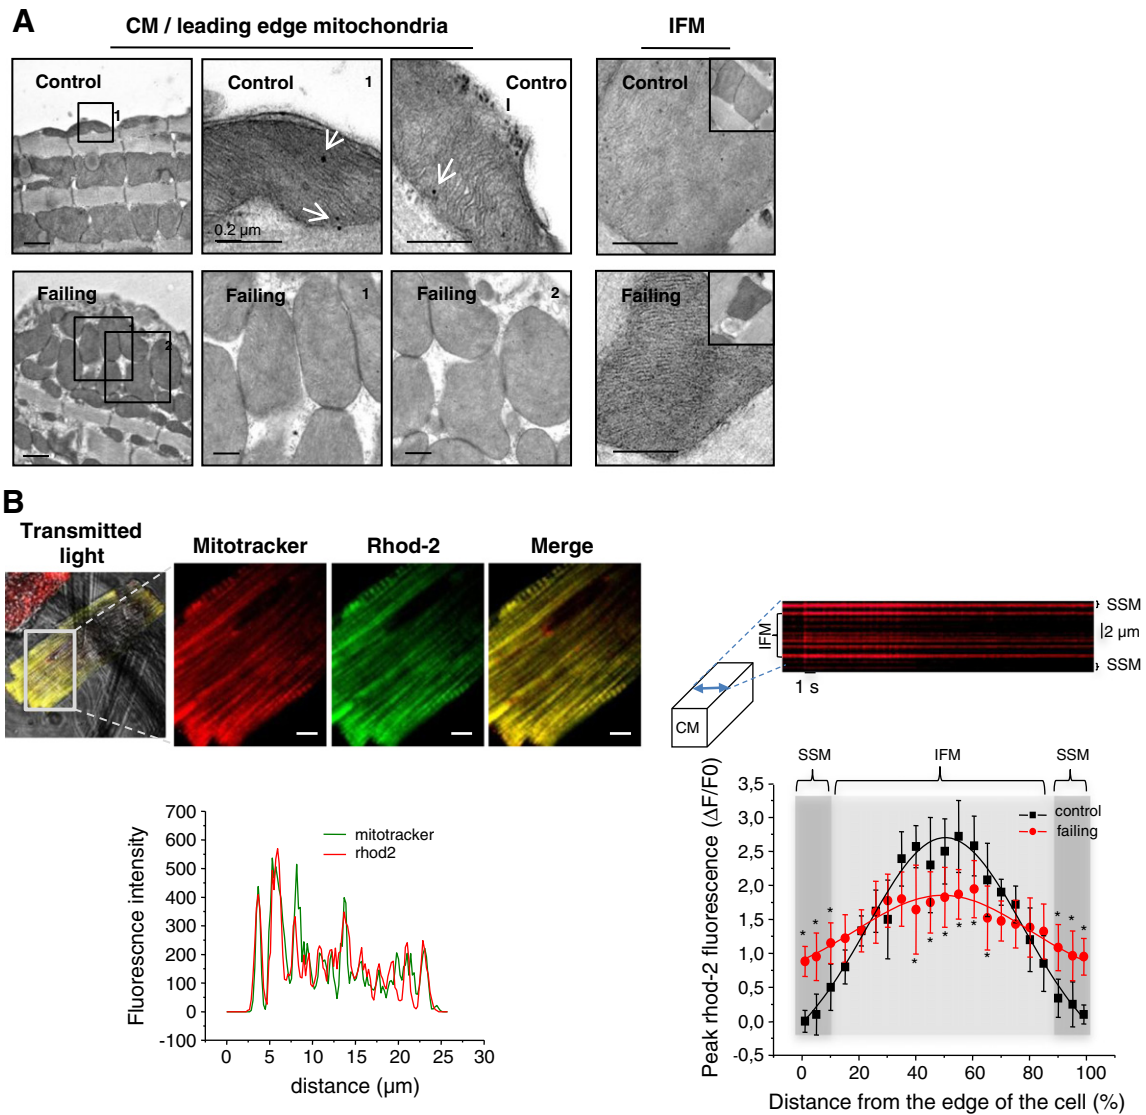 A
CM / leading edge mitochondria
IFM
Control
1
Control
1
0.2 µm
Contro
l
Control
Failing
2
Failing
1
Failing
2
Failing
B
Transmitted
light
Mitotracker
Rhod-2
Merge
SSM
IFM
2 µm
SSM
1 s
CM
Fluorescnce intensity
700
600
500
400
300
200
100
0
-100
mitotracker
rhod2
0
5
10
15
20
25
30
distance (µm)
SSM
IFM
SSM
Peak rhod-2 fluorescence (ΔF/F0)
3,5
3,0
2,5
2,0
1,5
1,0
0,5
0,0
-0,5
control
failing
* * * * * * * * * * * *
0
20
40
60
80
100
Distance from the edge of the cell (%)